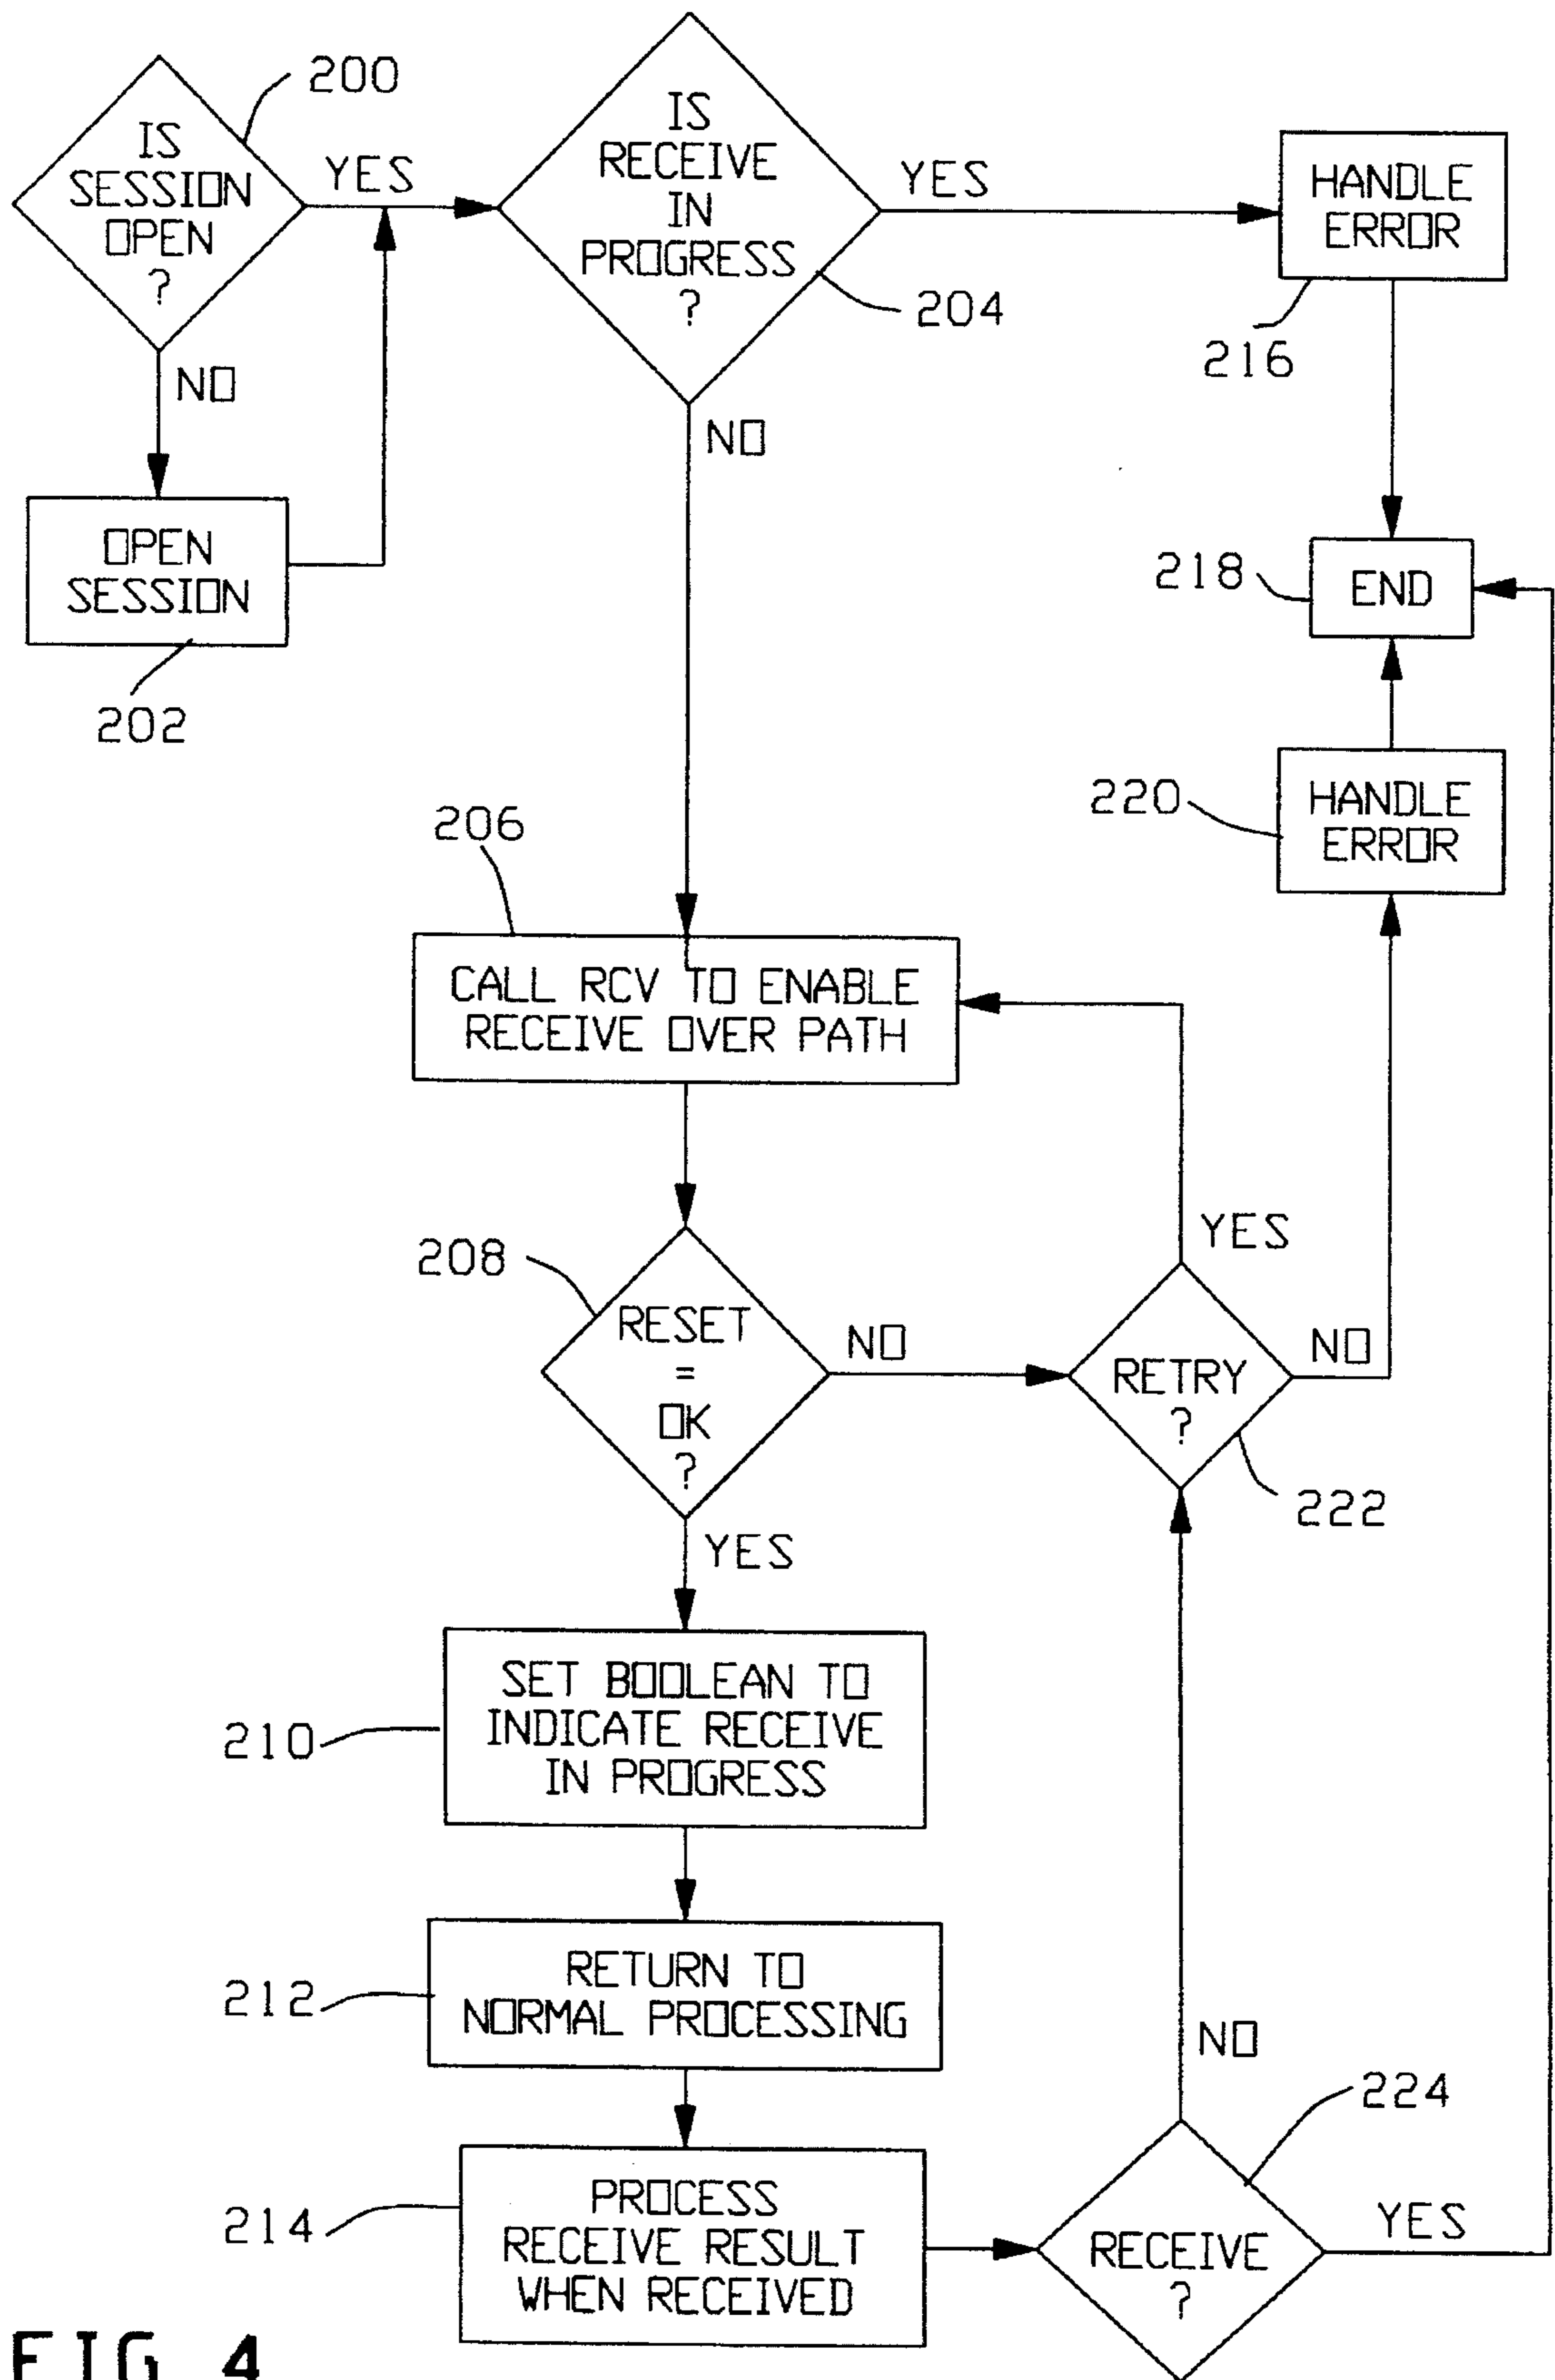 200
IS
SESSION
OPEN
?
YES
NO
OPEN
SESSION
202
IS
RECEIVE
IN
PROGRESS
?
204
YES
NO
HANDLE
ERROR
216
218
END
220
HANDLE
ERROR
206
CALL RCV TO ENABLE
RECEIVE OVER PATH
208
RESET
=
OK
?
NO
YES
RETRY
?
YES
NO
222
210
SET BOOLEAN TO
INDICATE RECEIVE
IN PROGRESS
212
RETURN TO
NORMAL PROCESSING
214
PROCESS
RECEIVE RESULT
WHEN RECEIVED
NO
224
RECEIVE
?
YES
FIG 4